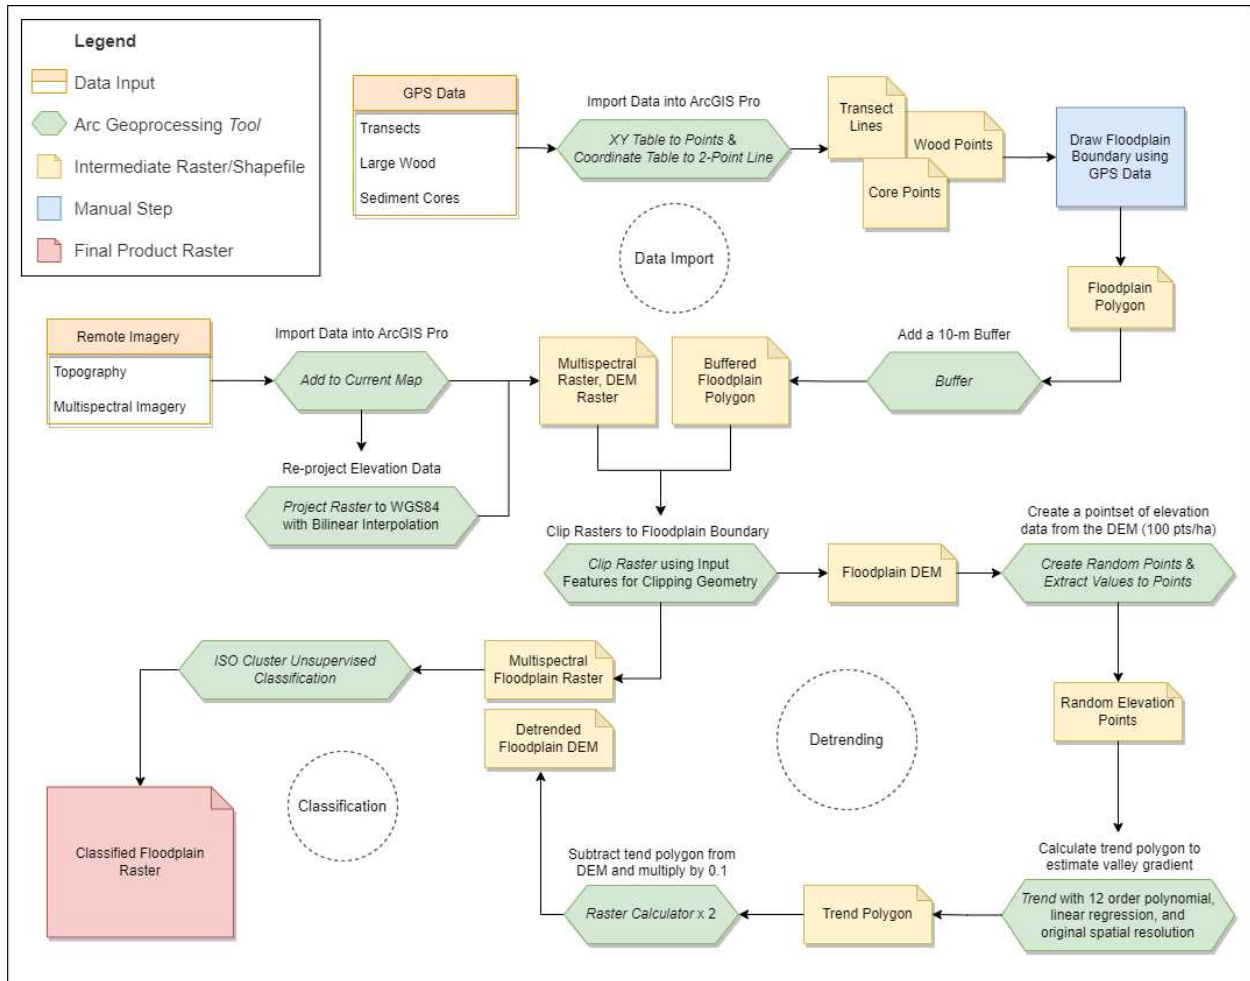 Legend
Data Input
Arc Geoprocessing Tool
Intermediate Raster/Shapefile
Manual Step
Final Product Raster
GPS Data
Transects
Large Wood
Sediment Cores
Import Data into ArcGIS Pro
XY Table to Points &
Coordinate Table to 2-Point Line
Transect
Lines
Wood Points
Core Points
Draw Floodplain
Boundary using
GPS Data
Data Import
Floodplain
Polygon
Remote Imagery
Topography
Multispectral Imagery
Import Data into ArcGIS Pro
Add to Current Map
Multispectral
Raster, DEM
Raster
Buffered
Floodplain
Polygon
Add a 10-m Buffer
Buffer
Re-project Elevation Data
Project Raster to WGS84
with Bilinear Interpolation
Clip Rasters to Floodplain Boundary
Clip Raster using Input
Features for Clipping Geometry
Floodplain DEM
Create a pointset of elevation
data from the DEM (100 pts/ha)
Create Random Points &
Extract Values to Points
ISO Cluster Unsupervised
Classification
Multispectral
Floodplain Raster
Random Elevation
Points
Detrended
Floodplain DEM
Detrending
Classification
Classified Floodplain
Raster
Subtract tend polygon from
DEM and multiply by 0.1
Raster Calculator x 2
Trend Polygon
Calculate trend polygon to
estimate valley gradient
Trend with 12 order polynomial,
linear regression, and
original spatial resolution